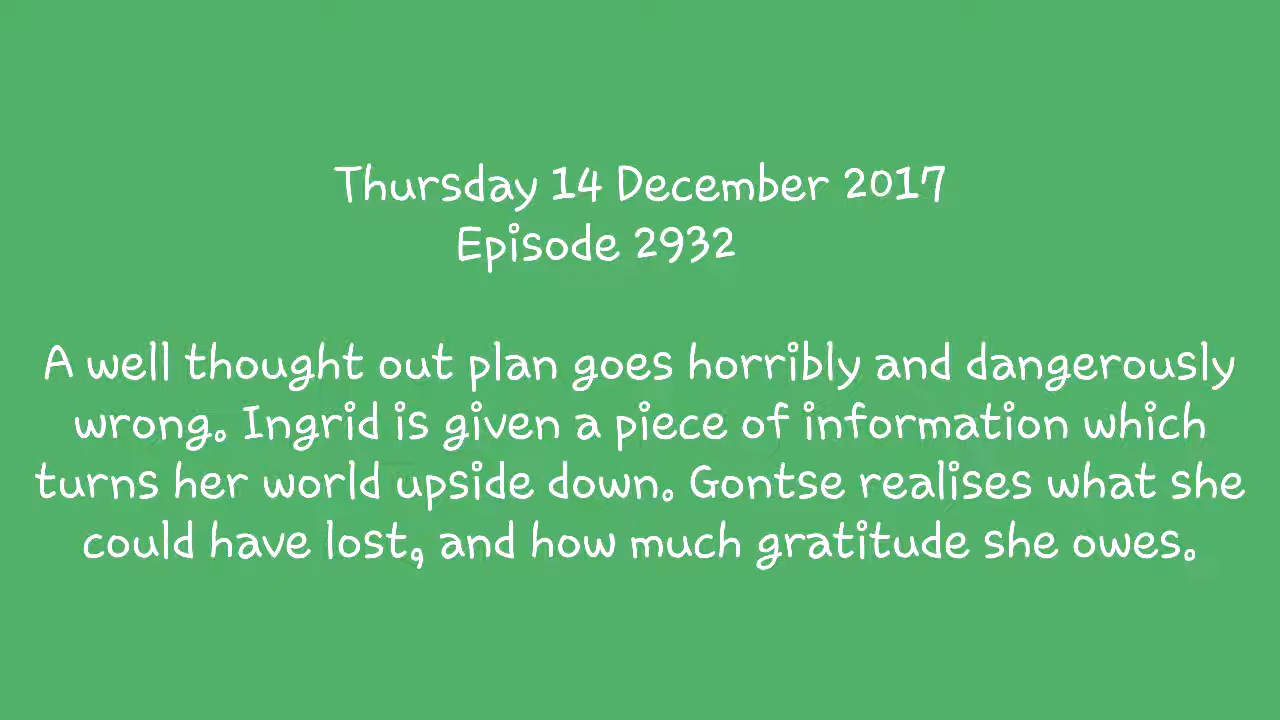 Thursday 14 December 2017
Episode 2932
A well thought out plan goes horribly and dangerously
wrong. Ingrid is given a piece of information which
turns her world upside down. Gontse realises what she
could have lost, and how much gratitude she owes.